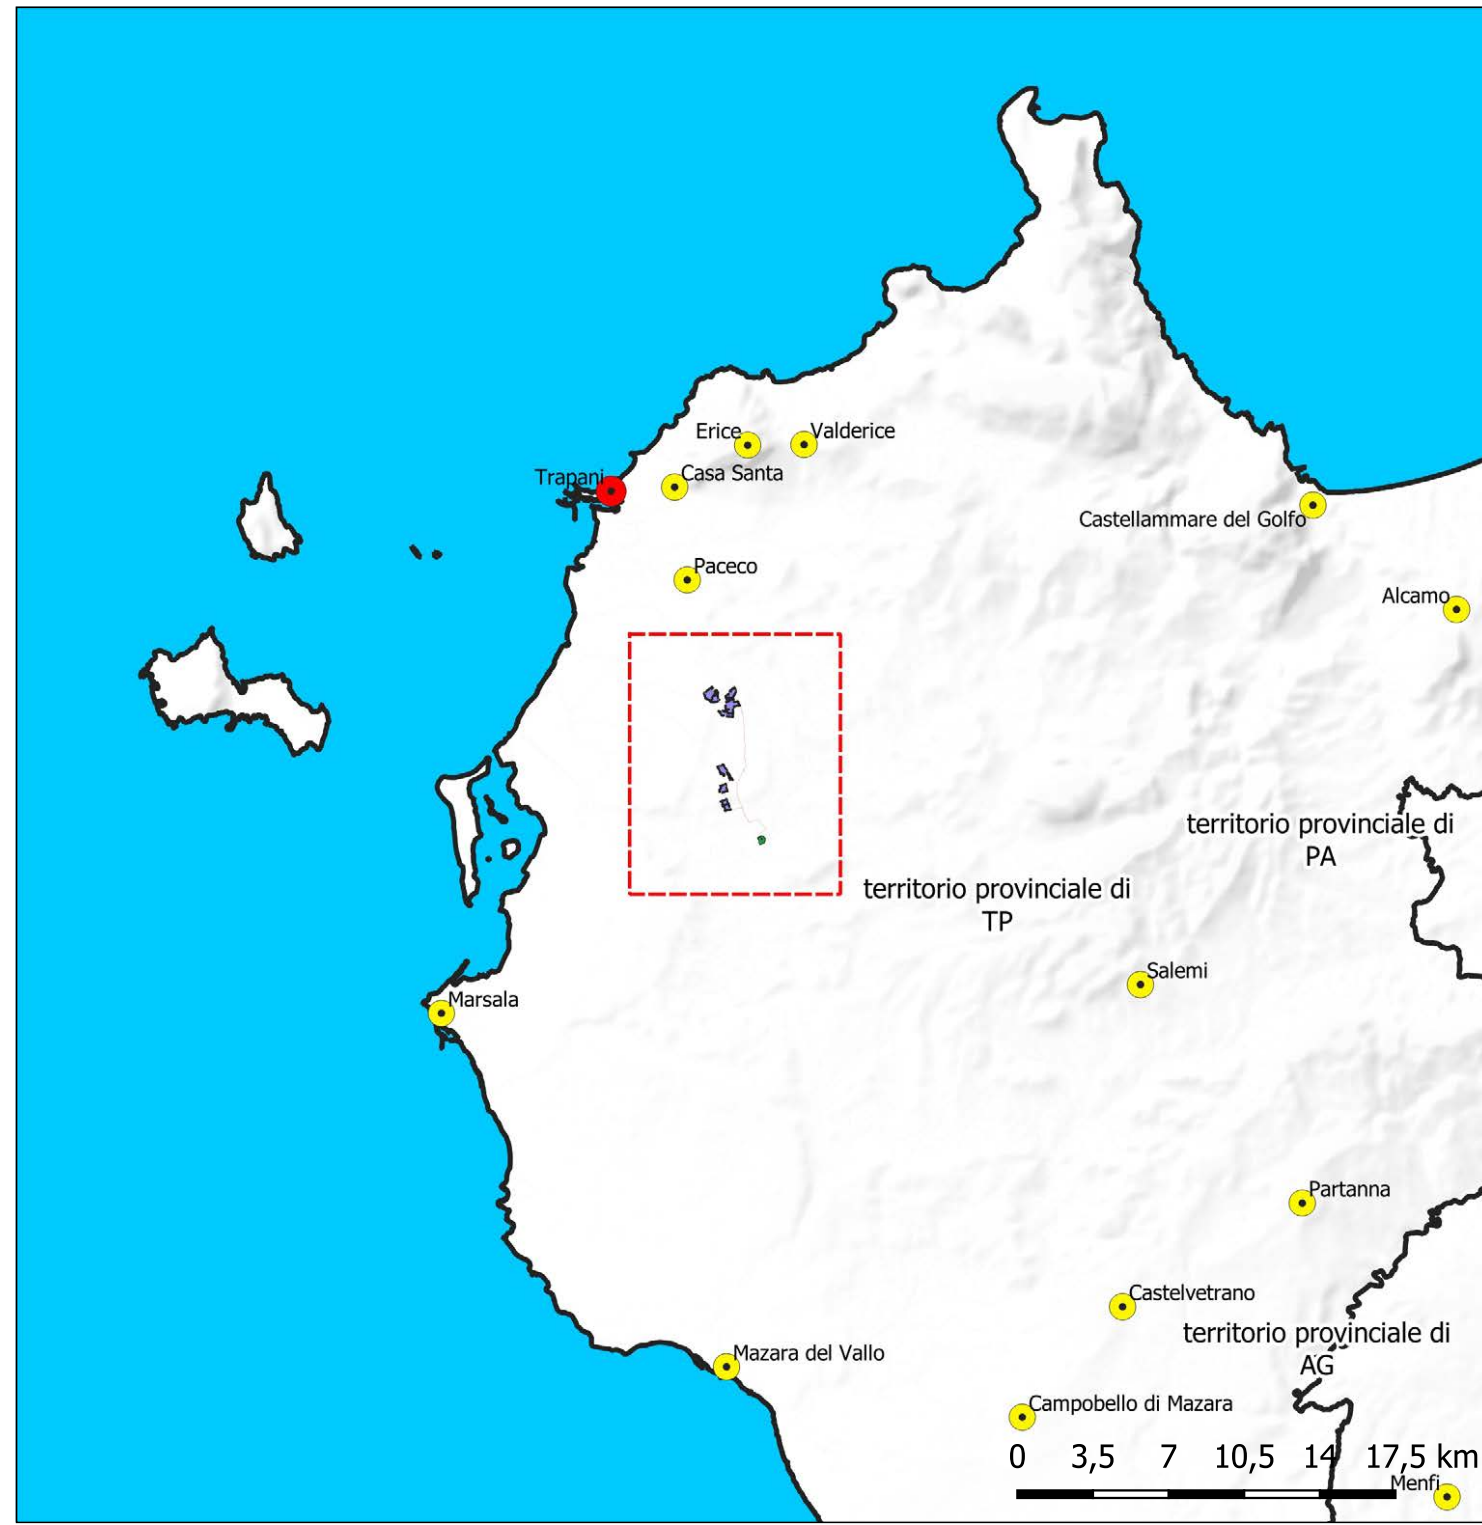 Erice
Valderice
Trapani
Casa Santa
Castellammare del Golfo
Paceco
Alcamo
territorio provinciale di
PA
territorio provinciale di
TP
Salemi
Marsala
Partanna
Castelvetrano
territorio provinciale di
AG
Mazara del Vallo
Campobello di Mazara
0 3,5 7 10,5 14 17,5 km
Menfi